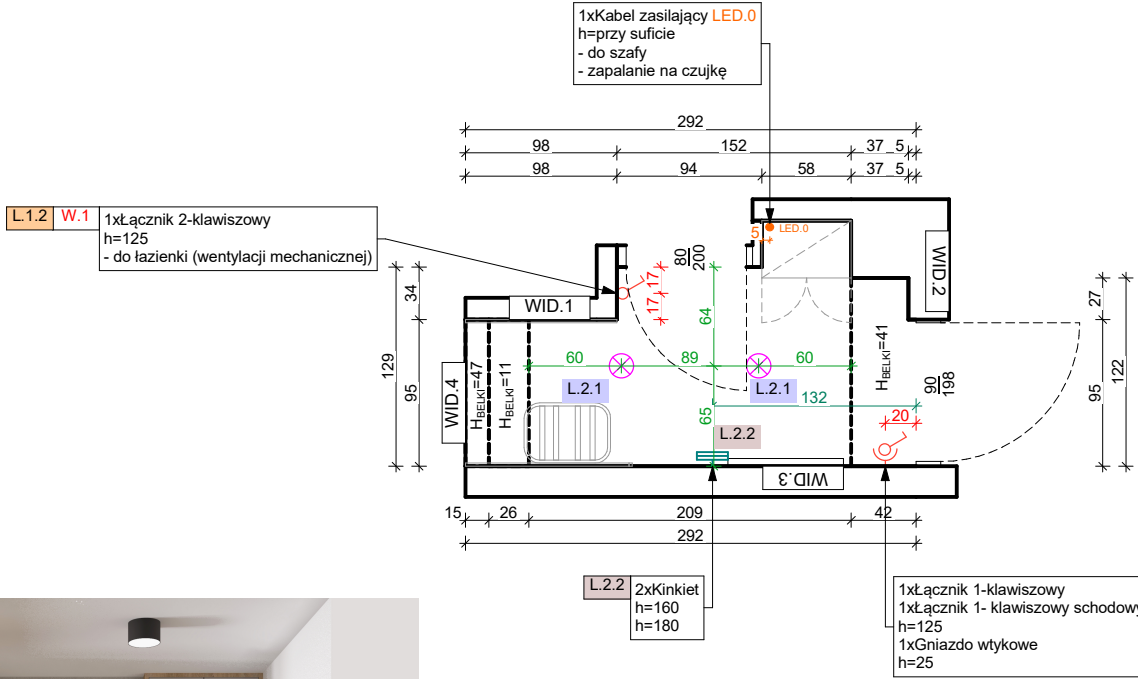 1xKabel zasilający LED.0
h=przy suficie
- do szafy
- zapalanie na czujkę
292
98 152 37 5
98 94 58 37 5
L.1.2 W.1 1xŁącznik 2-klawiszowy
h=125
- do łazienki (wentylacji mechanicznej)
5 LED.0
80
200
WID.2
34
17
17
27
WID.1
64
129
95
WID.4
HBELKI=47
HBELKI=11
60 89 60
L.2.1 L.2.1
HBELKI=41
90
198
95
122
132
65
20
L.2.2
WID.3
15 26 209 42
292
L.2.2 2xKinkiet
h=160
h=180
1xŁącznik 1-klawiszowy
1xŁącznik 1- klawiszowy schodowy
h=125
1xGniazdo wtykowe
h=25